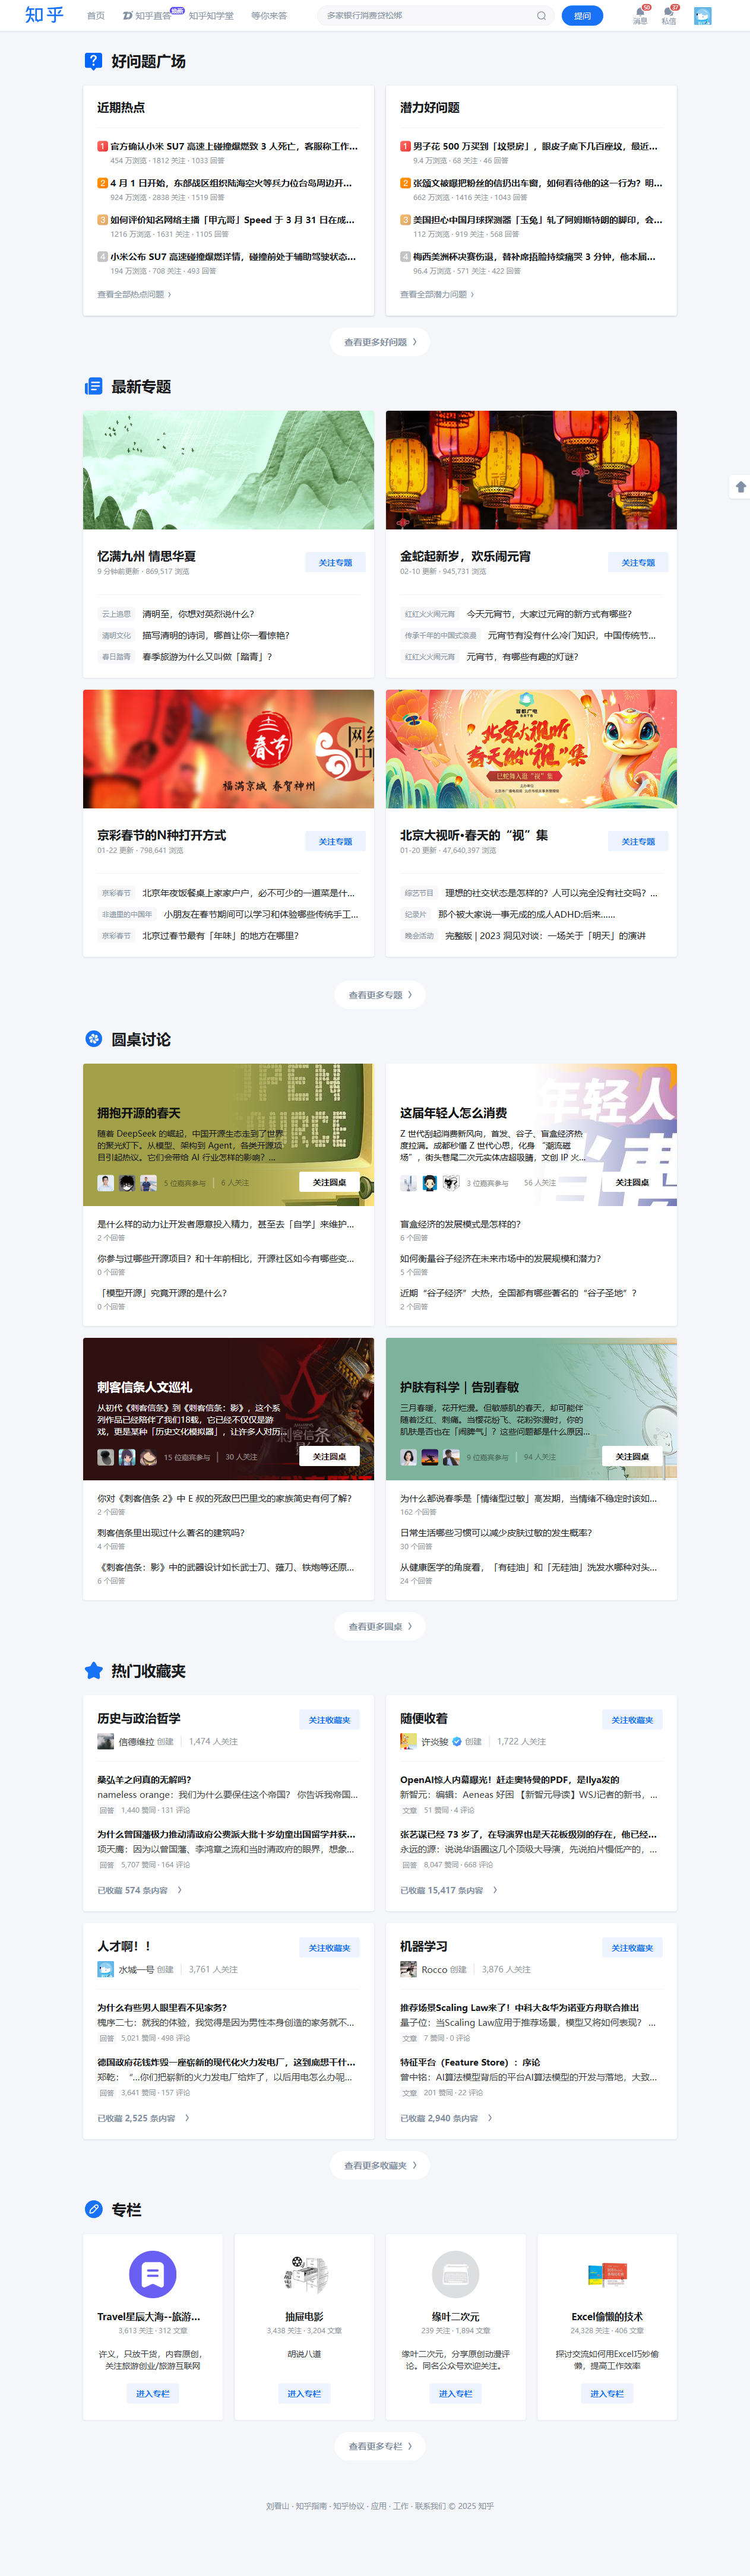 知乎
首页
知乎直答
知乎知学堂
等你来答
多家银行消费贷松绑
提问
消息
私信
好问题广场
近期热点
1 官方确认小米 SU7 高速上碰撞爆燃致 3 人死亡，客服称工作...
454 万浏览 · 1812 关注 · 1033 回答
2 4 月 1 日开始，东部战区组织陆海空火等兵力位台岛周边开...
924 万浏览 · 2838 关注 · 1519 回答
3 如何评价知名网络主播「甲亢哥」Speed 于 3 月 31 日在成...
1216 万浏览 · 1631 关注 · 1105 回答
4 小米公布 SU7 高速碰撞爆燃详情，碰撞前处于辅助驾驶状态...
194 万浏览 · 708 关注 · 493 回答
查看全部热点问题
潜力好问题
1 男子花 500 万买到「坟景房」，眼皮子底下几百座坟，最近...
9.4 万浏览 · 68 关注 · 46 回答
2 张颂文被曝把粉丝的信扔出车窗，如何看待他的这一行为？明...
662 万浏览 · 1416 关注 · 1043 回答
3 美国担心中国月球探测器「玉兔」轧了阿姆斯特朗的脚印，会...
112 万浏览 · 919 关注 · 568 回答
4 梅西美洲杯决赛伤退，替补席捂脸持续痛哭 3 分钟，他本届...
96.4 万浏览 · 571 关注 · 422 回答
查看全部潜力问题
查看更多好问题
最新专题
忆满九州 情思华夏
9 分钟前更新 · 869,517 浏览
关注专题
云上追思 清明至，你想对英烈说什么？
清明文化 描写清明的诗词，哪首让你一看惊艳?
春日踏青 春季旅游为什么又叫做「踏青」?
金蛇起新岁，欢乐闹元宵
02-10 更新 · 945,731 浏览
关注专题
红红火火闹元宵 今天元宵节，大家过元宵的新方式有哪些?
传承千年的中国式浪漫 元宵节有没有什么冷门知识，中国传统节...
红红火火闹元宵 元宵节，有哪些有趣的灯谜?
春节
福满京城 春贺神州
京彩春节的N种打开方式
01-22 更新 · 798,641 浏览
关注专题
京彩春节 北京年夜饭餐桌上家家户户，必不可少的一道菜是什...
非遗里的中国年 小朋友在春节期间可以学习和体验哪些传统手工...
京彩春节 北京过春节最有「年味」的地方在哪里?
北京大视听
春天的“视”集
北京大视听·春天的“视”集
01-20 更新 · 47,640,397 浏览
关注专题
综艺节目 理想的社交状态是怎样的？人可以完全没有社交吗？...
纪录片 那个被大家说一事无成的成人ADHD:后来......
晚会活动 完整版 | 2023 洞见对谈：一场关于「明天」的演讲
查看更多专题
圆桌讨论
拥抱开源的春天
随着 DeepSeek 的崛起，中国开源生态走到了世界
的聚光灯下。从模型、架构到 Agent，各类开源项
目引起热议。它们会带给 AI 行业怎样的影响？...
5 位嘉宾参与
6 人关注
关注圆桌
是什么样的动力让开发者愿意投入精力，甚至去「自学」来维护...
2 个回答
你参与过哪些开源项目？和十年前相比，开源社区如今有哪些变...
0 个回答
「模型开源」究竟开源的是什么?
0 个回答
这届年轻人怎么消费
Z 世代刮起消费新风向，首发、谷子、盲盒经济热
度拉满。成都秒懂 Z 世代心思，化身 “潮流磁
场”，街头巷尾二次元实体店超吸睛，文创 IP 火...
3 位嘉宾参与
56 人关注
关注圆桌
盲盒经济的发展模式是怎样的?
6 个回答
如何衡量谷子经济在未来市场中的发展规模和潜力?
5 个回答
近期“谷子经济”大热，全国都有哪些著名的“谷子圣地”?
2 个回答
刺客信条人文巡礼
从初代《刺客信条》到《刺客信条：影》，这个系
列作品已经陪伴了我们18载，它已经不仅仅是游
戏，更是某种「历史文化模拟器」，让许多人对历...
15 位嘉宾参与
30 人关注
关注圆桌
你对《刺客信条 2》中 E 叔的死敌巴巴里戈的家族简史有何了解?
2 个回答
刺客信条里出现过什么著名的建筑吗?
4 个回答
《刺客信条：影》中的武器设计如长武士刀、薙刀、铁炮等还原...
6 个回答
护肤有科学｜告别春敏
三月春暖，花开烂漫。但敏感肌的春天，却可能伴
随着泛红，刺痛。当樱花纷飞、花粉弥漫时，你的
肌肤是否也在「闹脾气」？这些问题都是什么原因...
9 位嘉宾参与
94 人关注
关注圆桌
为什么都说春季是「情绪型过敏」高发期，当情绪不稳定时该如...
162 个回答
日常生活哪些习惯可以减少皮肤过敏的发生概率?
30 个回答
从健康医学的角度看，「有硅油」和「无硅油」洗发水哪种对头...
24 个回答
查看更多圆桌
热门收藏夹
历史与政治哲学
关注收藏夹
信德维拉 创建 | 1,474 人关注
桑弘羊之问真的无解吗?
nameless orange：我们为什么要保住这个帝国？ 你告诉我帝国...
回答 1,440 赞同 · 131 评论
为什么曾国藩极力推动清政府公费派大批十岁幼童出国留学并获...
项天鹰：因为以曾国藩、李鸿章之流和当时清政府的眼界，想象...
回答 5,707 赞同 · 164 评论
已收藏 574 条内容
随便收着
关注收藏夹
许炎骏 创建 | 1,722 人关注
OpenAI惊人内幕曝光！赶走奥特曼的PDF，是Ilya发的
新智元：编辑：Aeneas 好困 【新智元导读】WSJ记者的新书，...
文章 51 赞同 · 4 评论
张艺谋已经 73 岁了，在导演界也是天花板级别的存在，他已经...
永远的源：说说华语圈这几个顶级大导演，先说拍片慢低产的，...
回答 8,047 赞同 · 668 评论
已收藏 15,417 条内容
人才啊！！
关注收藏夹
水城一号 创建 | 3,761 人关注
为什么有些男人眼里看不见家务?
槐序二七：就我的体验，我觉得是因为男性本身创造的家务就不...
回答 5,021 赞同 · 498 评论
德国政府花钱炸毁一座崭新的现代化火力发电厂，这到底想干什...
郑乾： “...你们把崭新的火力发电厂给炸了，以后用电怎么办呢...
回答 3,641 赞同 · 157 评论
已收藏 2,525 条内容
机器学习
关注收藏夹
Rocco 创建 | 3,876 人关注
推荐场景Scaling Law来了！中科大&华为诺亚方舟联合推出
量子位：当Scaling Law应用于推荐场景，模型又将如何表现？ ...
文章 7 赞同 · 0 评论
特征平台（Feature Store）：序论
曾中铭：AI算法模型背后的平台AI算法模型的开发与落地，大致...
文章 201 赞同 · 22 评论
已收藏 2,940 条内容
查看更多收藏夹
专栏
Travel星辰大海--旅游...
3,613 关注 · 312 文章
许义，只放干货，内容原创，
关注旅游创业/旅游互联网
进入专栏
抽屉电影
3,438 关注 · 3,204 文章
胡说八道
进入专栏
缘叶二次元
239 关注 · 1,894 文章
缘叶二次元，分享原创动漫评
论。同名公众号欢迎关注。
进入专栏
Excel偷懒的技术
24,328 关注 · 406 文章
探讨交流如何用Excel巧妙偷
懒，提高工作效率
进入专栏
查看更多专栏
刘看山 · 知乎指南 · 知乎协议 · 应用 · 工作 · 联系我们 © 2025 知乎